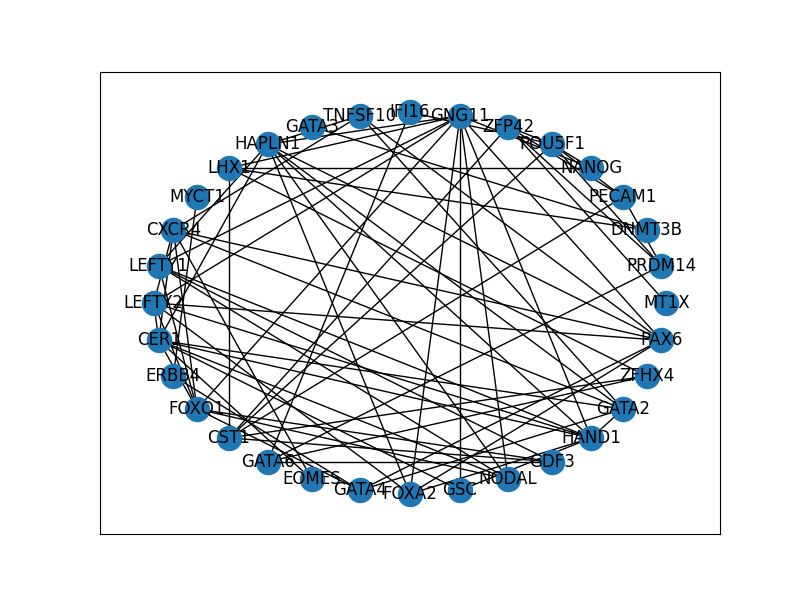 IFI16
TNFSF10
GNG11
GATA3
ZFP42
HAPLN1
POU5F1
LHX1
NANOG
MYCT1
PECAM1
CXCR4
DNMT3B
LEFTY1
PRDM14
LEFTY2
MT1X
CER1
PAX6
ERBB4
ZFHX4
FOXO1
GATA2
CST1
HAND1
GATA6
GDF3
EOMES
NODAL
GATA4
GSC
FOXA2